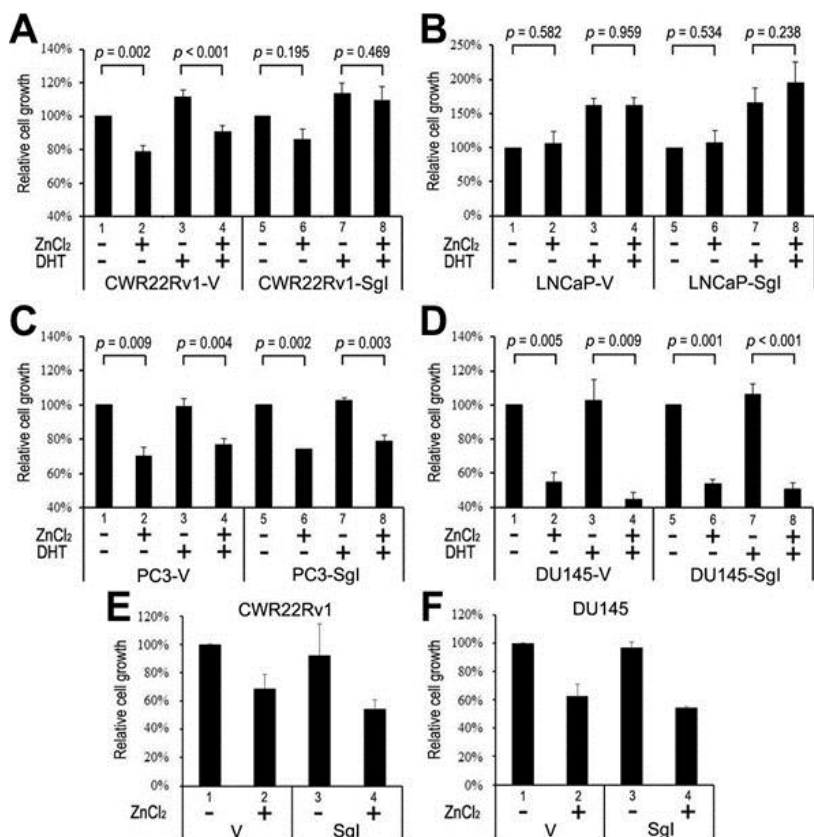 A
B
p = 0.002 p < 0.001 p = 0.195 p = 0.469
p = 0.582 p = 0.959 p = 0.534 p = 0.238
Relative cell growth
140%
120%
100%
80%
60%
40%
1 2 3 4 5 6 7 8
ZnCl₂ - + - + - + - +
DHT - - + + - - + +
CWR22Rv1-V CWR22Rv1-SgI
Relative cell growth
250%
200%
150%
100%
50%
0%
1 2 3 4 5 6 7 8
- + - + - + - +
- - + + - - + +
LNCaP-V LNCaP-SgI
C
p = 0.009 p = 0.004 p = 0.002 p = 0.003
Relative cell growth
140%
120%
100%
80%
60%
40%
1 2 3 4 5 6 7 8
ZnCl₂ - + - + - + - +
DHT - - + + - - + +
PC3-V PC3-SgI
D
p = 0.005 p = 0.009 p = 0.001 p < 0.001
Relative cell growth
140%
120%
100%
80%
60%
40%
1 2 3 4 5 6 7 8
ZnCl₂ - + - + - + - +
DHT - - + + - - + +
DU145-V DU145-SgI
E
CWR22Rv1
Relative cell growth
120%
100%
80%
60%
40%
20%
0%
1 2 3 4
ZnCl₂ - + - +
V SgI
F
DU145
Relative cell growth
120%
100%
80%
60%
40%
20%
0%
1 2 3 4
ZnCl₂ - + - +
V SgI